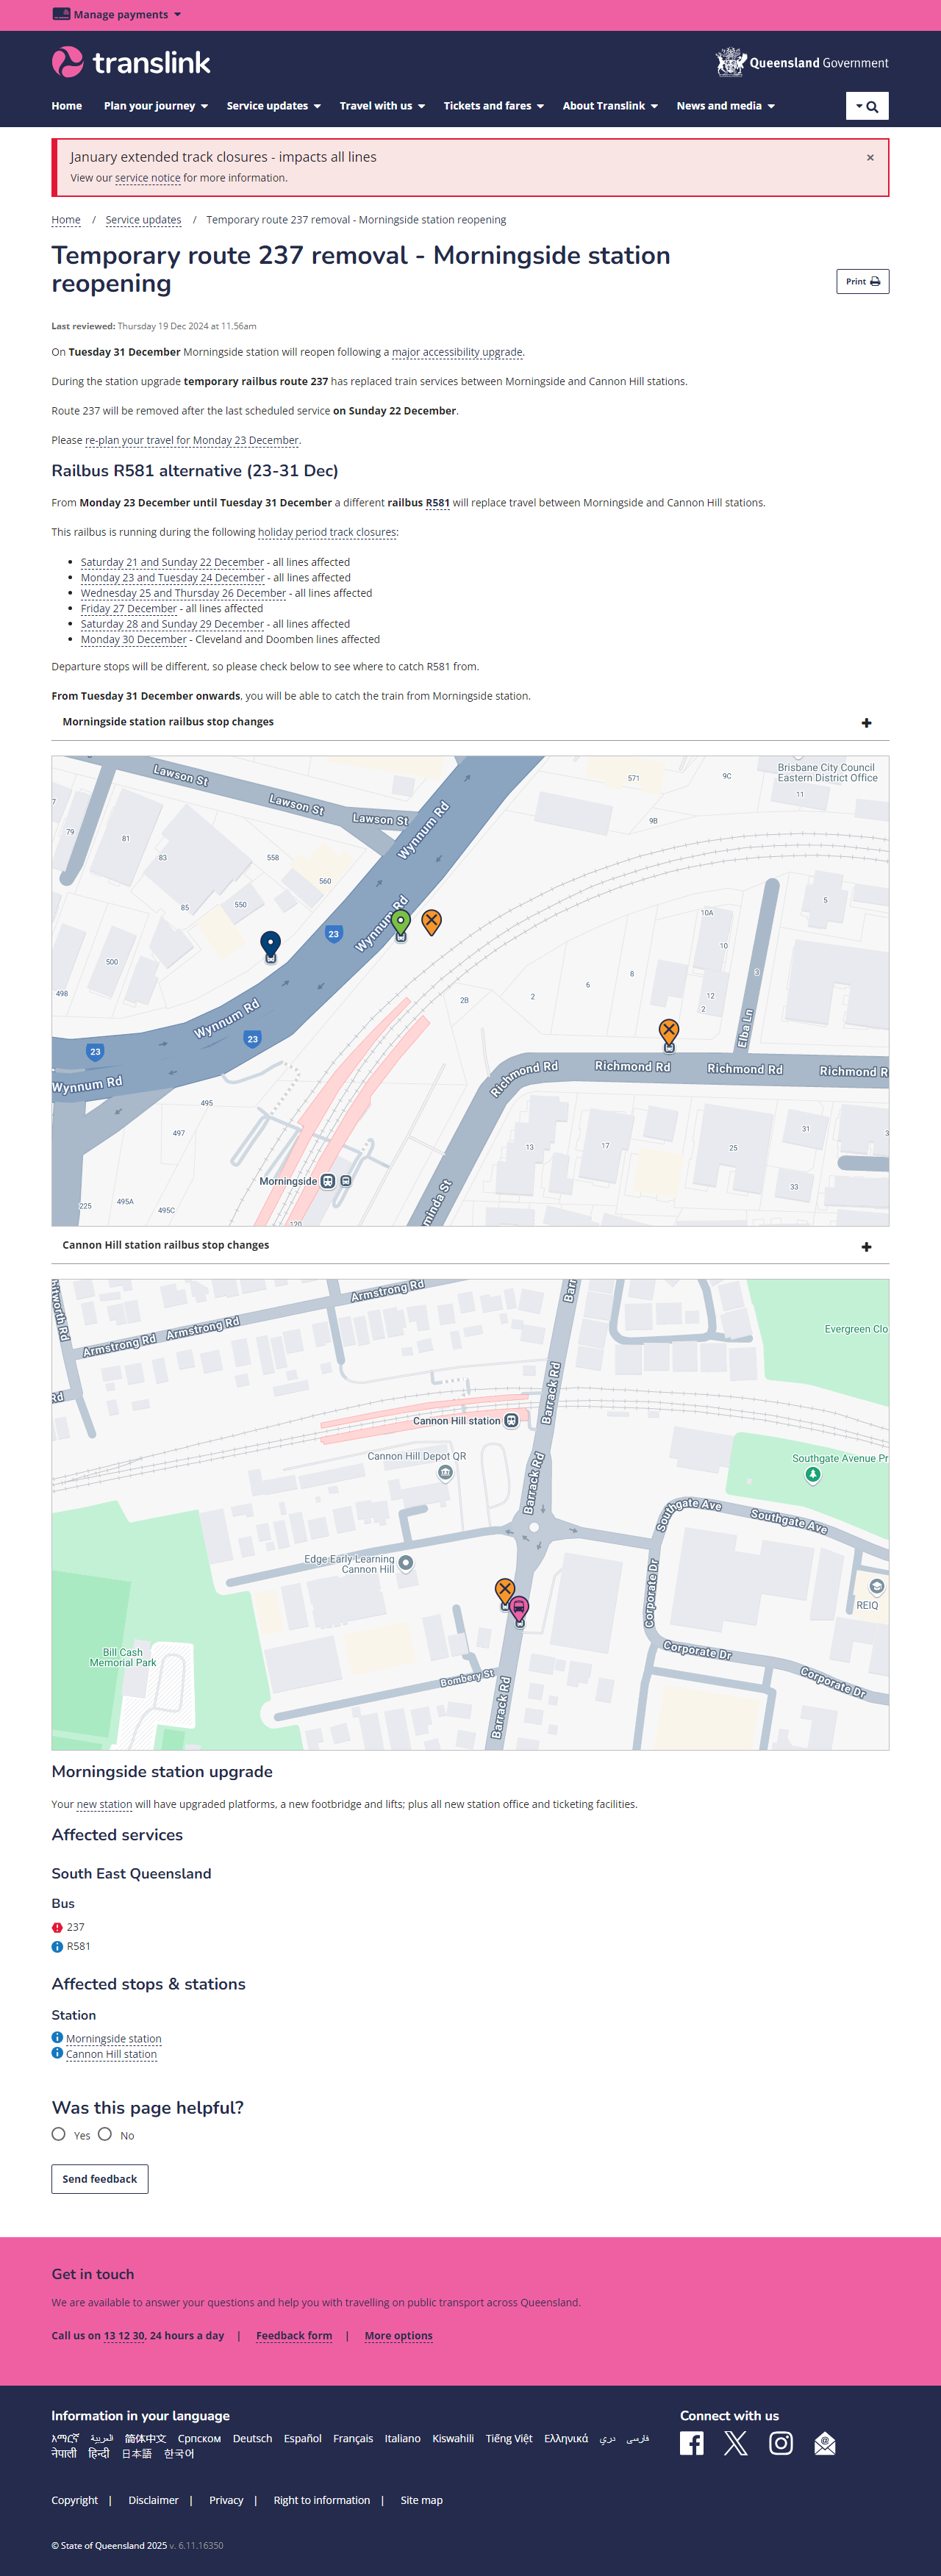 Manage payments
translink
Queensland Government
Home Plan your journey Service updates Travel with us Tickets and fares About Translink News and media
January extended track closures - impacts all lines
×
View our service notice for more information.
Home / Service updates / Temporary route 237 removal - Morningside station reopening
Temporary route 237 removal - Morningside station
reopening
Print
Last reviewed: Thursday 19 Dec 2024 at 11.56am
On Tuesday 31 December Morningside station will reopen following a major accessibility upgrade.
During the station upgrade temporary railbus route 237 has replaced train services between Morningside and Cannon Hill stations.
Route 237 will be removed after the last scheduled service on Sunday 22 December.
Please re-plan your travel for Monday 23 December.
Railbus R581 alternative (23-31 Dec)
From Monday 23 December until Tuesday 31 December a different railbus R581 will replace travel between Morningside and Cannon Hill stations.
This railbus is running during the following holiday period track closures:
• Saturday 21 and Sunday 22 December - all lines affected
• Monday 23 and Tuesday 24 December - all lines affected
• Wednesday 25 and Thursday 26 December - all lines affected
• Friday 27 December - all lines affected
• Saturday 28 and Sunday 29 December - all lines affected
• Monday 30 December - Cleveland and Doomben lines affected
Departure stops will be different, so please check below to see where to catch R581 from.
From Tuesday 31 December onwards, you will be able to catch the train from Morningside station.
Morningside station railbus stop changes
Brisbane City Council
Eastern District Office
Lawson St
571
9C
11
Lawson St
Lawson St
Wynnum Rd
9B
79
81
83
558
560
550
85
10A
5
23
Wynnum Rd
10
500
3
498
8
6
2
2B
12
2
Wynnum Rd
23
23
Elba Ln
Wynnum Rd
Richmond Rd
Richmond Rd
Richmond Rd
Richmond R
495
497
13
17
25
31
3
Morningside
33
225
495A
495C
120
minda St
Cannon Hill station railbus stop changes
Armstrong Rd
Barr
itworth Rd
Armstrong Rd
Armstrong Rd
Evergreen Clo
Rd
Barrack Rd
Cannon Hill station
Cannon Hill Depot QR
Southgate Avenue Pr
Barrack Rd
Southgate Ave
Southgate Ave
Edge Early Learning
Cannon Hill
Corporate Dr
REIQ
Bill Cash
Memorial Park
Corporate Dr
Bombery St
Corporate Dr
Barrack Rd
Morningside station upgrade
Your new station will have upgraded platforms, a new footbridge and lifts; plus all new station office and ticketing facilities.
Affected services
South East Queensland
Bus
237
R581
Affected stops & stations
Station
Morningside station
Cannon Hill station
Was this page helpful?
Yes No
Send feedback
Get in touch
We are available to answer your questions and help you with travelling on public transport across Queensland.
Call us on 13 12 30, 24 hours a day | Feedback form | More options
Information in your language
Connect with us
አማርኛ العربية 简体中文 Српском Deutsch Español Français Italiano Kiswahili Tiếng Việt Ελληνικά دری فارسی
नेपाली हिन्दी 日本語 한국어
Copyright | Disclaimer | Privacy | Right to information | Site map
© State of Queensland 2025 v. 6.11.16350